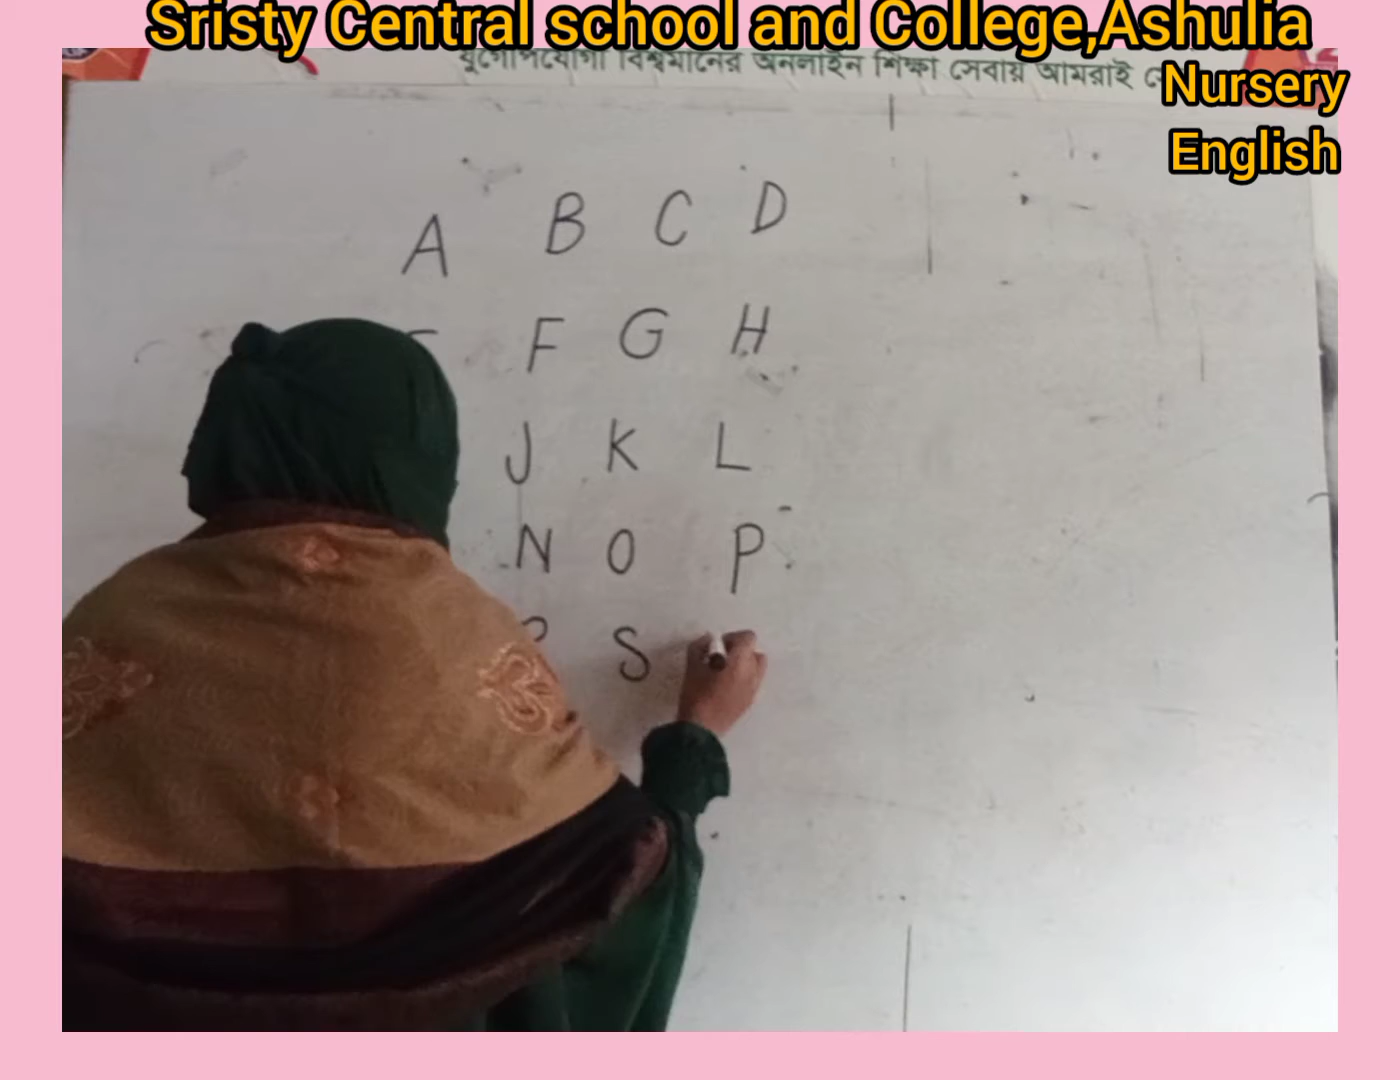 Sristy Central school and College,Ashulia
যুগোপযোগী বিশ্বমানের অনলাইন শিক্ষা সেবায় আমরাই
Nursery
English
A B C D
F G H
J K L
N O P
S